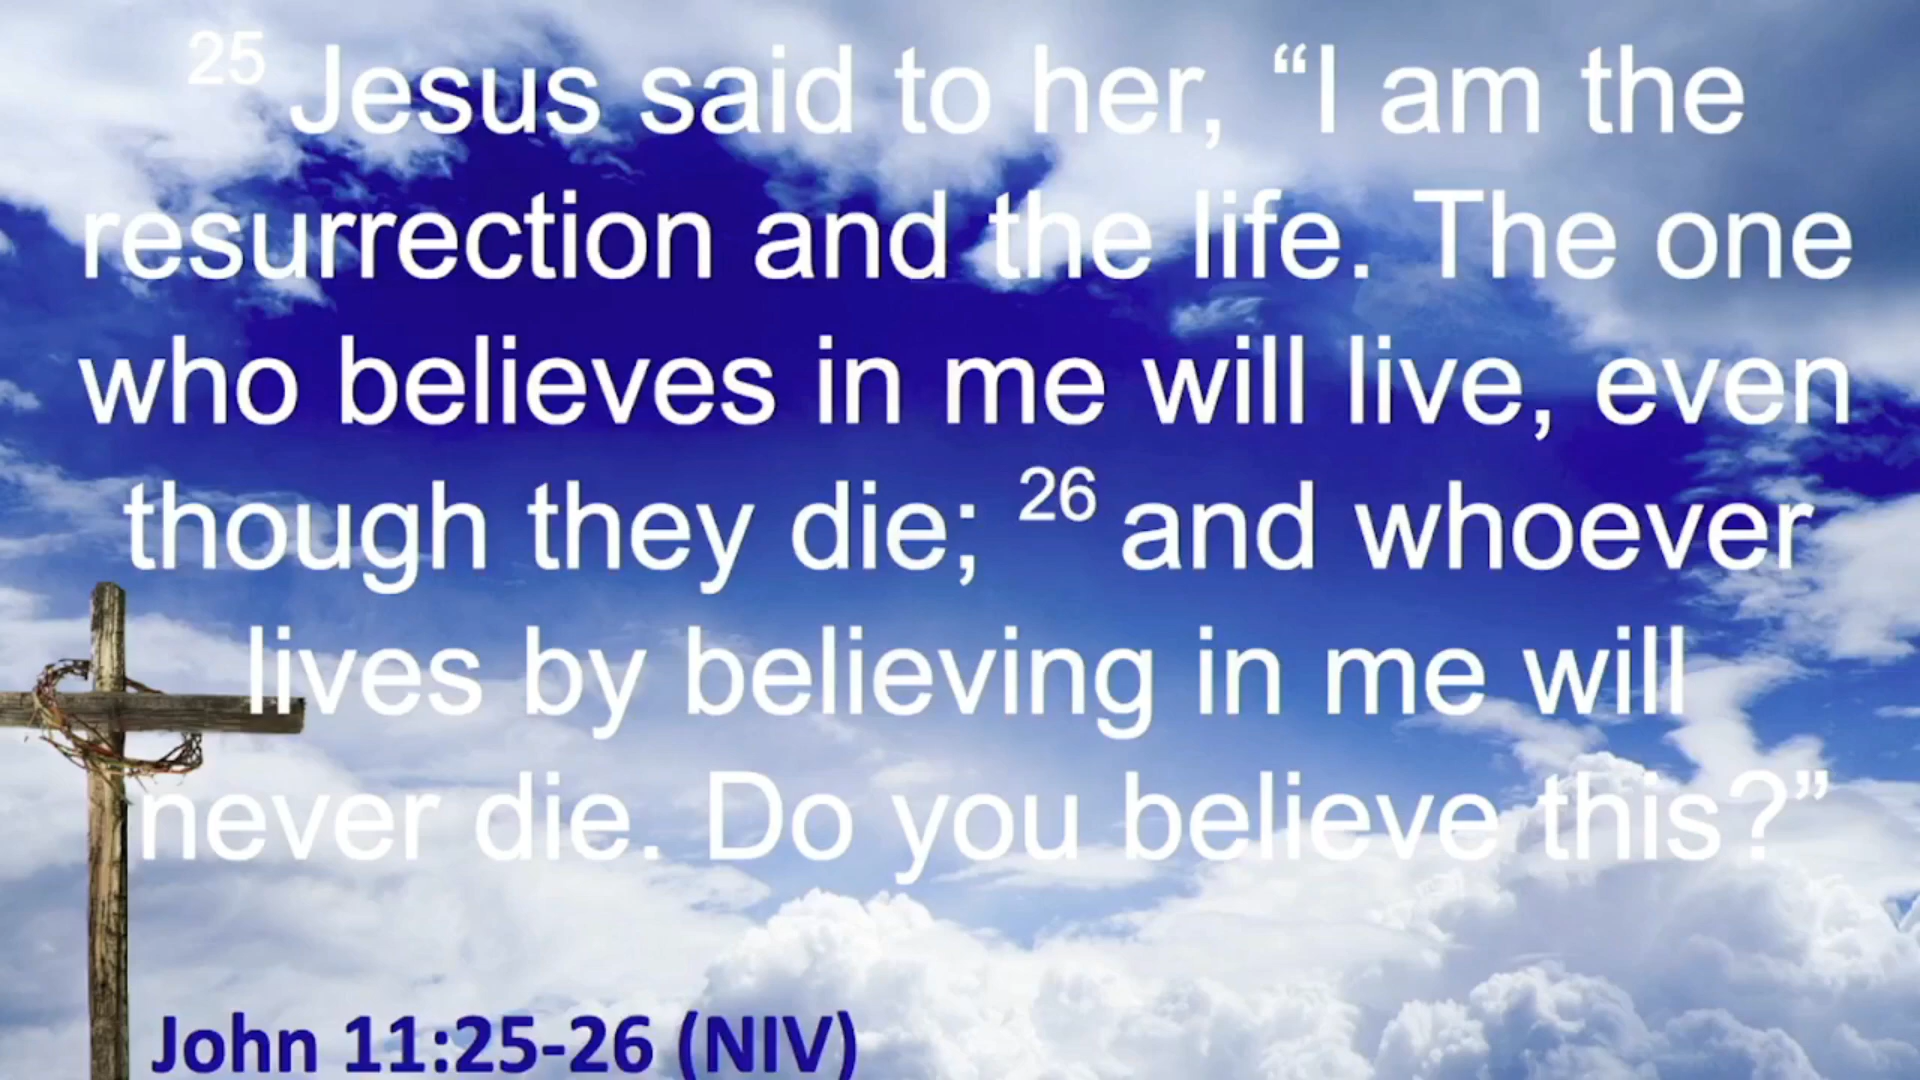 25 Jesus said to her, “I am the
resurrection and the life. The one
who believes in me will live, even
though they die; 26 and whoever
lives by believing in me will
never die. Do you believe this?”
John 11:25-26 (NIV)